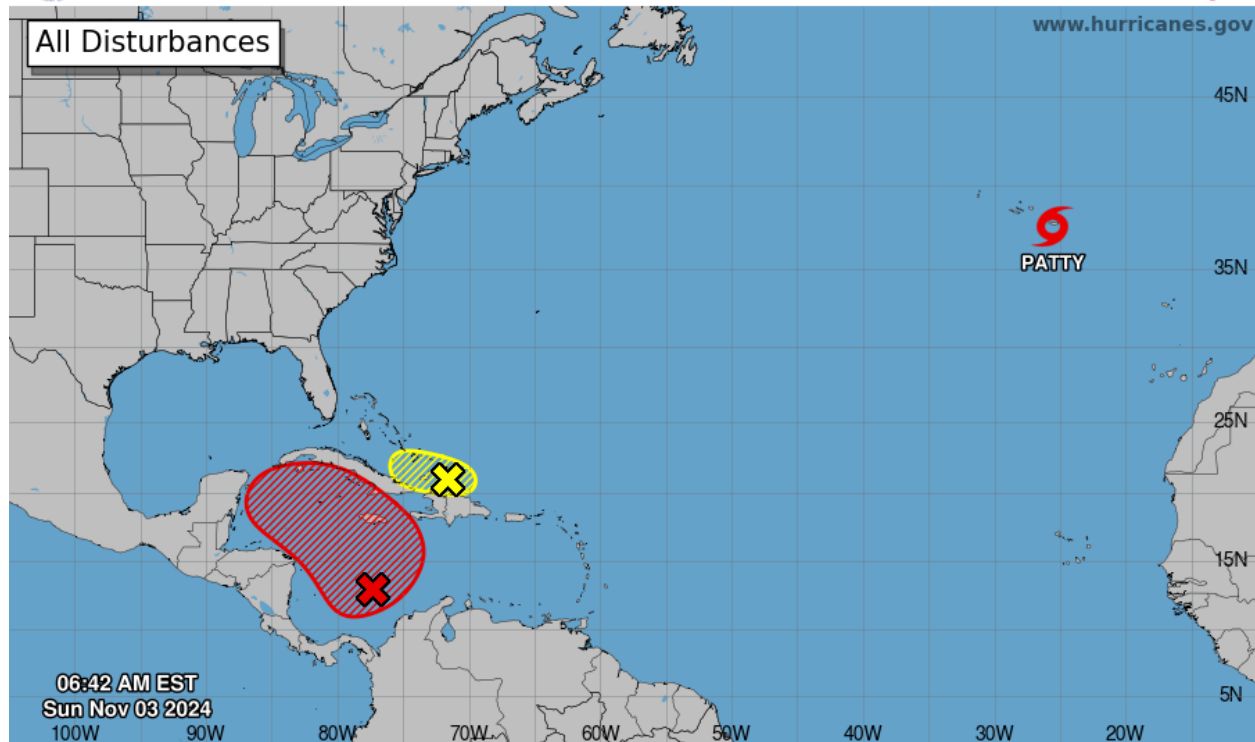 All Disturbances
www.hurricanes.gov
45N
PATTY
35N
25N
15N
06:42 AM EST
Sun Nov 03 2024
5N
100W 90W 80W 70W 60W 50W 40W 30W 20W